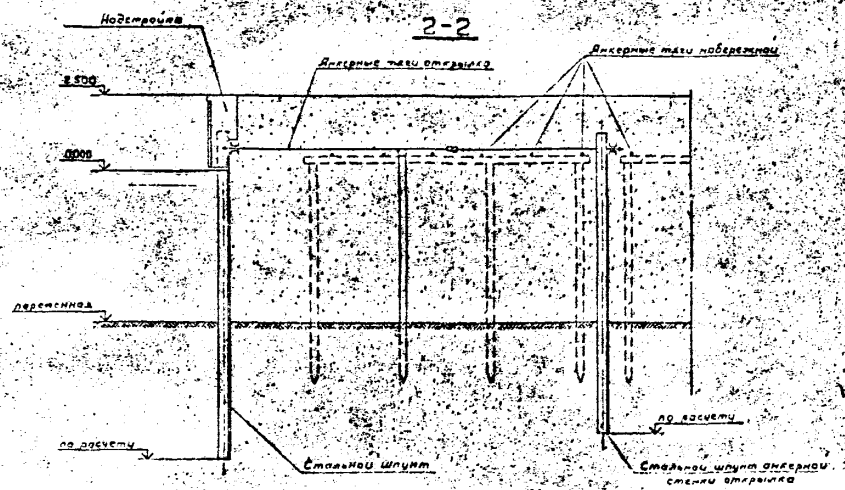 Надстройка
2-2
Анкерные тяги открылка
Анкерные тяги набережной
2.500
0.000
переменная
по расчету
по расчету
Стальной шпунт
Стальной шпунт анкерной
стенки открылка